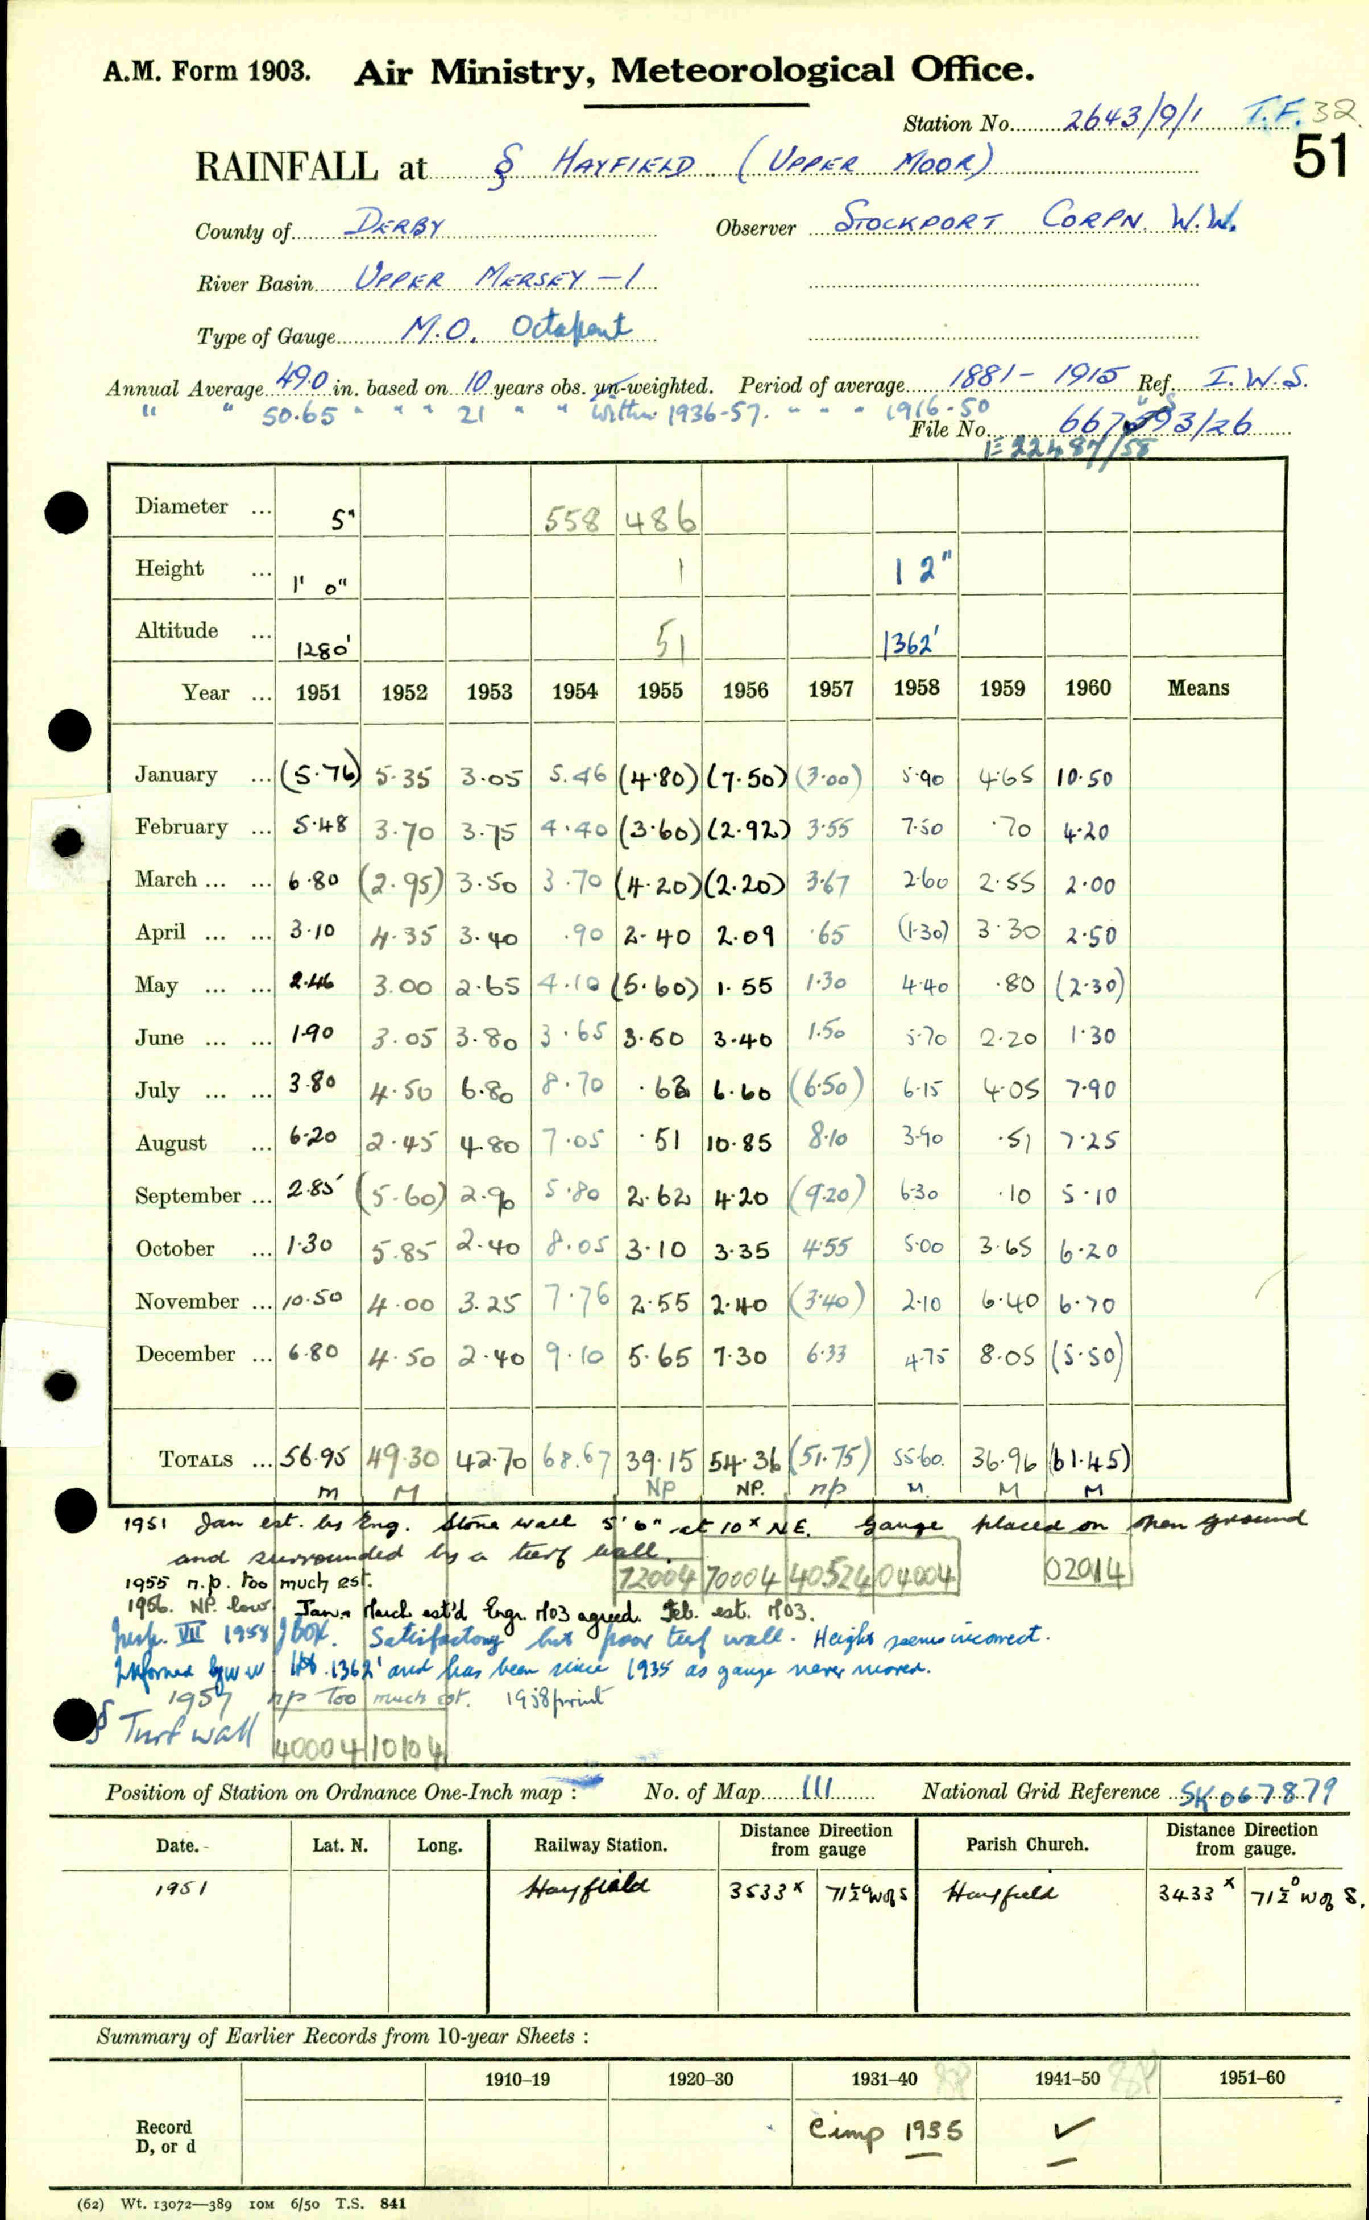 A.M. Form 1903. Air Ministry, Meteorological Office.
Station No. 2643/9/1 T.F. 32
51
RAINFALL at § HAYFIELD (UPPER MOOR)
County of DERBY Observer STOCKPORT CORPN. W.W.
River Basin UPPER MERSEY - 1
Type of Gauge M.O. Octapent
Annual Average 49.0 in. based on 10 years obs. un-weighted. Period of average 1881 - 1915 Ref. I.W.S.
" " 50.65 " " " 21 " " within 1936-57. " " " 1916-50 "
File No. 93/26
E 22487/58
Diameter ... 5" 558 486
Height ... 1' 0" 1 1 2"
Altitude ... 1280' 51 1362'
Year ... 1951 1952 1953 1954 1955 1956 1957 1958 1959 1960 Means
January ... (5.76) 5.35 3.05 5.46 (4.80) (7.50) (3.00) 5.90 4.65 10.50
February ... 5.48 3.70 3.75 4.40 (3.60) (2.92) 3.55 7.50 .70 4.20
March ... ... 6.80 (2.95) 3.50 3.70 (4.20) (2.20) 3.67 2.60 2.55 2.00
April ... ... 3.10 4.35 3.40 .90 2.40 2.09 .65 (1.30) 3.30 2.50
May ... ... 2.46 3.00 2.65 4.10 (5.60) 1.55 1.30 4.40 .80 (2.30)
June ... ... 1.90 3.05 3.80 3.65 3.50 3.40 1.50 5.70 2.20 1.30
July ... ... 3.80 4.50 6.80 8.70 .62 6.60 (6.50) 6.15 4.05 7.90
August ... 6.20 2.45 4.80 7.05 .51 10.85 8.10 3.90 .51 7.25
September ... 2.85 (5.60) 2.90 5.80 2.62 4.20 (9.20) 6.30 .10 5.10
October ... 1.30 5.85 2.40 8.05 3.10 3.35 4.55 5.00 3.65 6.20
November ... 10.50 4.00 3.25 7.76 2.55 2.40 (3.40) 2.10 6.40 6.70
December ... 6.80 4.50 2.40 9.10 5.65 7.30 6.33 4.75 8.05 (5.50)
TOTALS ... 56.95 49.30 42.70 68.67 39.15 54.36 (51.75) 55.60 36.96 (61.45)
m M NP NP. np M. M M
1951 Jan est. by Eng. Stone wall 5' 6" at 10x NE. Gauge placed on open ground
and surrounded by a turf wall.
72004 70004 40524 04004 02014
1955 n.p. too much est.
1956. NP. low Jan. March est'd Engr. M03 agreed. Feb. est. M03.
Insp. VII 1958 J BOX. Satisfactory but poor turf wall. Height seems incorrect.
Informed by W W Ht. 1362' and has been since 1935 as gauge never moved.
1957 np too much est. 1958 print
§ Turf wall
40004 10104
Position of Station on Ordnance One-Inch map : No. of Map 111 National Grid Reference SK 067879
Date. Lat. N. Long. Railway Station. Distance Direction from gauge Parish Church. Distance Direction from gauge.
1951 Hayfield 3533x 71½° W of S Hayfield 3433x 71½° W of S.
Summary of Earlier Records from 10-year Sheets :
1910–19 1920–30 1931–40 1941–50 1951–60
Record
D, or d
Cimp 1935 ✓
(62) Wt. 13072—389 10M 6/50 T.S. 841